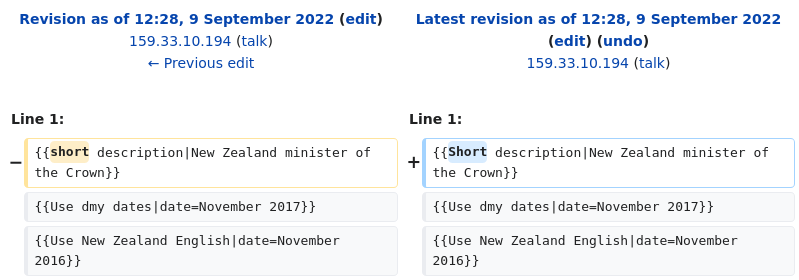 Revision as of 12:28, 9 September 2022 (edit)
159.33.10.194 (talk)
← Previous edit
Latest revision as of 12:28, 9 September 2022
(edit) (undo)
159.33.10.194 (talk)
Line 1:
Line 1:
− {{short description|New Zealand minister of
the Crown}}
+ {{Short description|New Zealand minister of
the Crown}}
{{Use dmy dates|date=November 2017}}
{{Use dmy dates|date=November 2017}}
{{Use New Zealand English|date=November
2016}}
{{Use New Zealand English|date=November
2016}}